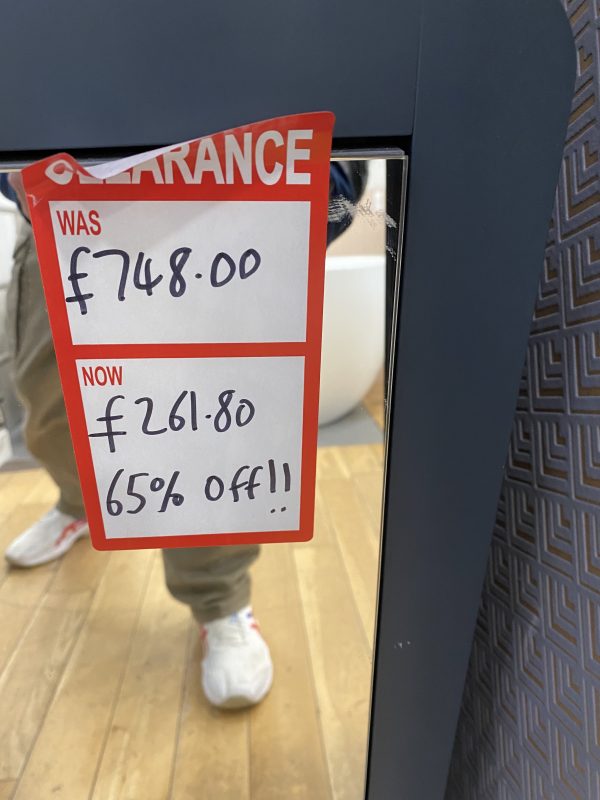 CLEARANCE
WAS
£748.00
NOW
£261.80
65% Off!!